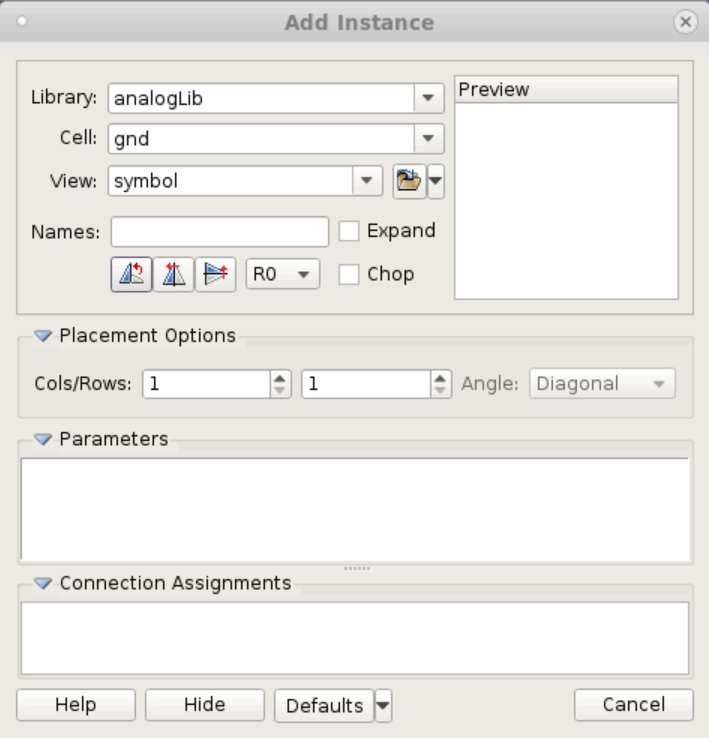 Add Instance
Library: analogLib
Preview
Cell: gnd
View: symbol
Names: Expand
R0 Chop
Placement Options
Cols/Rows: 1 1 Angle: Diagonal
Parameters
Connection Assignments
Help Hide Defaults Cancel